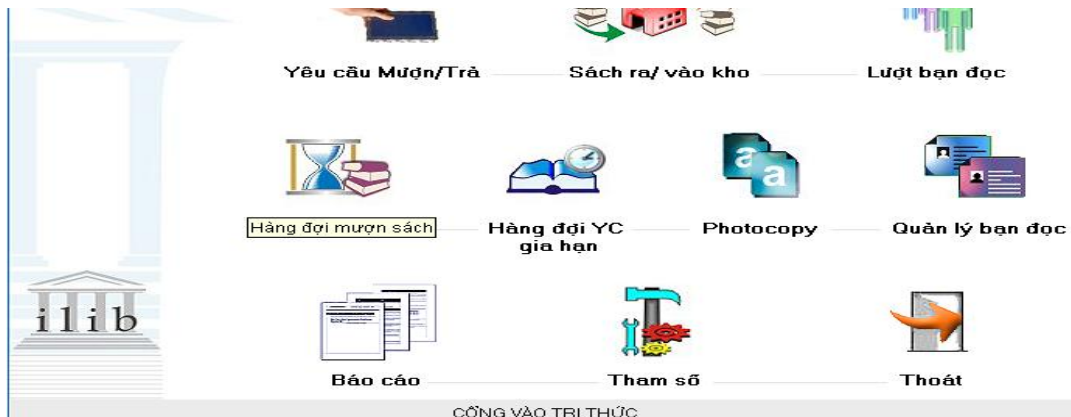 Yêu cầu Mượn/Trả
Sách ra/ vào kho
Lượt bạn đọc
Hàng đợi mượn sách
Hàng đợi YC
gia hạn
Photocopy
Quản lý bạn đọc
ilib
Báo cáo
Tham số
Thoát
CỔNG VÀO TRI THỨC